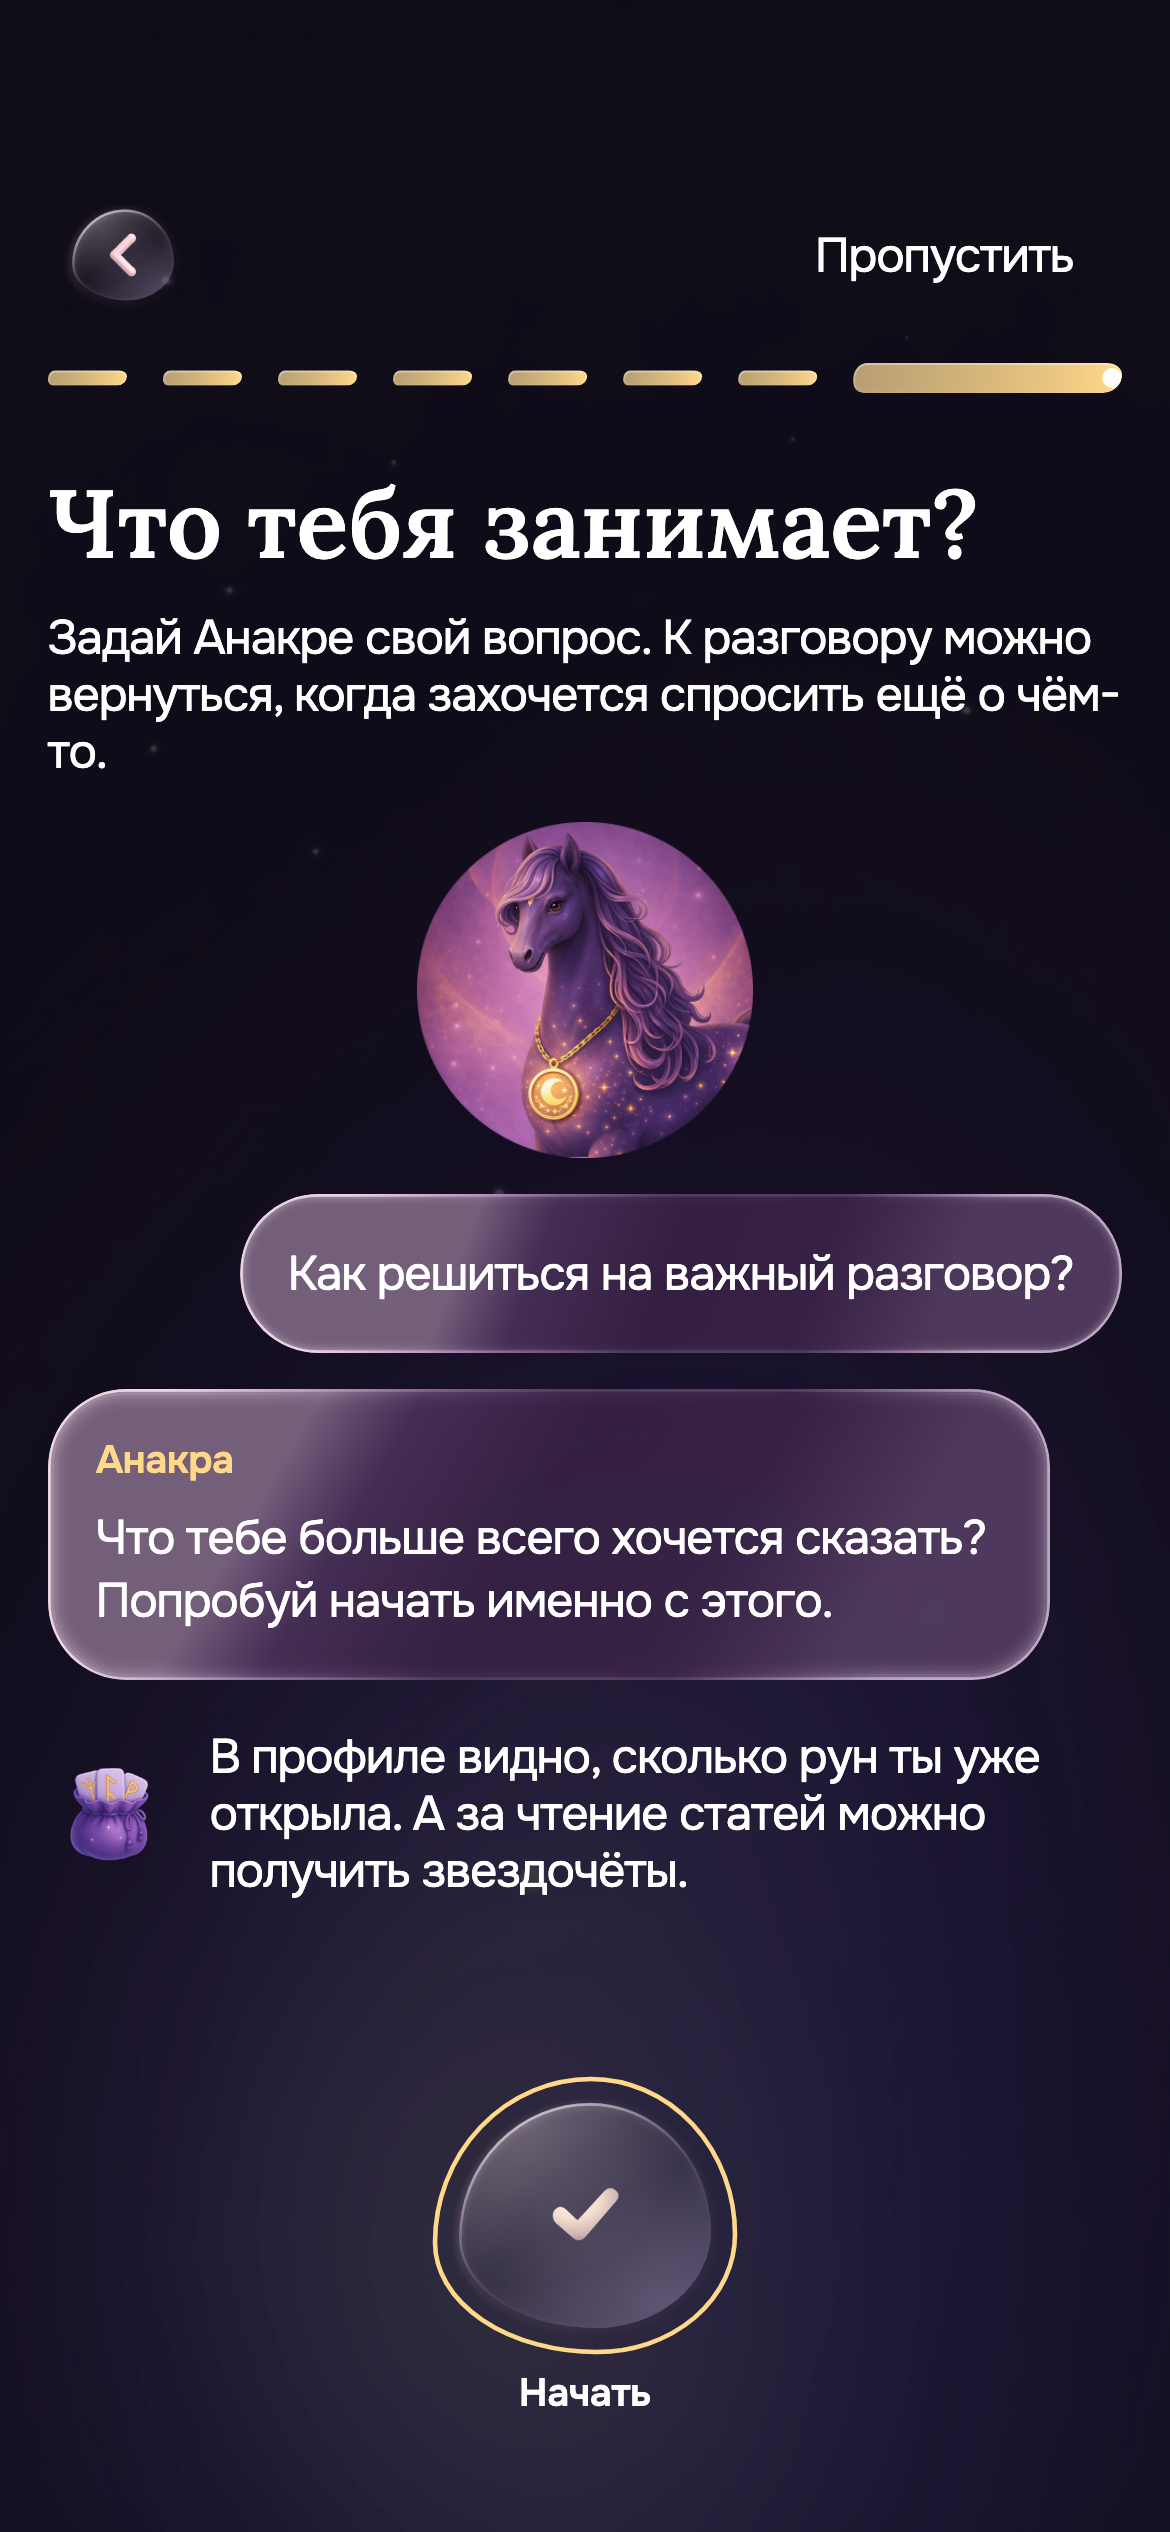 Пропустить
Что тебя занимает?
Задай Анакре свой вопрос. К разговору можно
вернуться, когда захочется спросить ещё о чём-
то.
Как решиться на важный разговор?
Анакра
Что тебе больше всего хочется сказать?
Попробуй начать именно с этого.
В профиле видно, сколько рун ты уже
открыла. А за чтение статей можно
получить звездочёты.
Начать